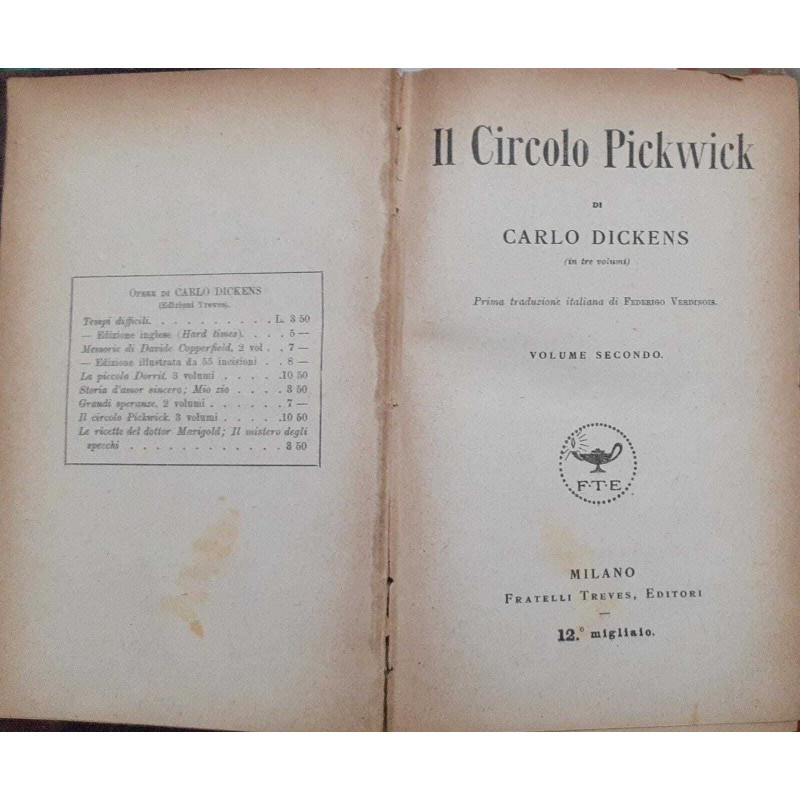 Opere di CARLO DICKENS
(Edizioni Treves).
Tempi difficili. . . . . . . . . . L. 3 50
— Edizione inglese (Hard times). . . . 5 —
Memorie di Davide Copperfield, 2 vol . . 7 —
— Edizione illustrata da 55 incisioni . . 8 —
La piccola Dorrit. 3 volumi . . . . . 10 50
Storia d'amor sincero; Mio zio . . . . 3 50
Grandi speranze. 2 volumi . . . . . . 7 —
Il circolo Pickwick. 3 volumi . . . . . 10 50
Le ricette del dottor Marigold; Il mistero degli
specchi . . . . . . . . . . . . 3 50
Il Circolo Pickwick
DI
CARLO DICKENS
(in tre volumi)
Prima traduzione italiana di Federigo Verdinois.
VOLUME SECONDO.
F·T·E
MILANO
Fratelli Treves, Editori
—
12.° migliaio.